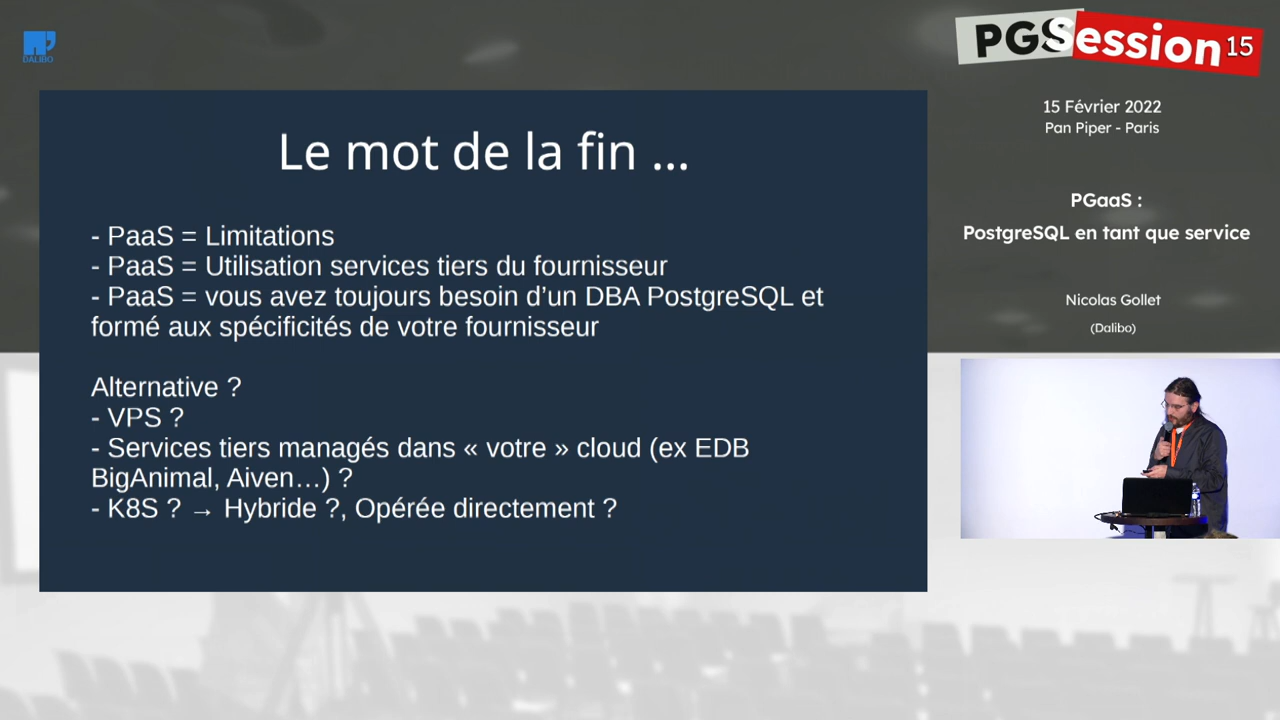 DALIBO
PGSession 15
15 Février 2022
Pan Piper - Paris
PGaaS :
PostgreSQL en tant que service
Nicolas Gollet
(Dalibo)
Le mot de la fin ...
- PaaS = Limitations
- PaaS = Utilisation services tiers du fournisseur
- PaaS = vous avez toujours besoin d’un DBA PostgreSQL et
formé aux spécificités de votre fournisseur
Alternative ?
- VPS ?
- Services tiers managés dans « votre » cloud (ex EDB
BigAnimal, Aiven…) ?
- K8S ? → Hybride ?, Opérée directement ?